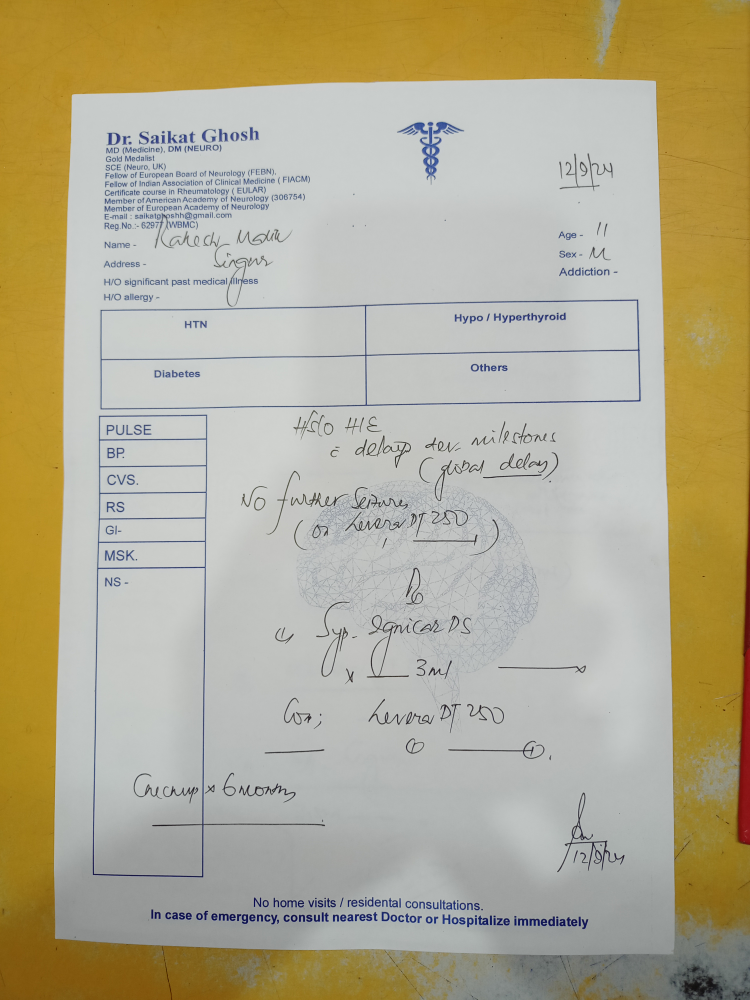 Dr. Saikat Ghosh
MD (Medicine), DM (NEURO)
Gold Medalist
SCE (Neuro, UK)
Fellow of European Board of Neurology (FEBN),
Fellow of Indian Association of Clinical Medicine ( FIACM)
Certificate course in Rheumatology ( EULAR)
Member of American Academy of Neurology (306754)
Member of European Academy of Neurology
E-mail : saikatghoshh@gmail.com
Reg.No.:- 62977 (WBMC)
12/9/24
Name - Rakesh
Age - 11
Address - Singur
Sex - M
H/O significant past medical illness
Addiction -
H/O allergy -
HTN
Hypo / Hyperthyroid
Diabetes
Others
PULSE
BP.
CVS.
RS
GI-
MSK.
NS -
HIE
c̄ delay dev. milestones
(global delay)
NO further Seizures
(on Levera DT 250)
Rx
① Syp. DS
x 3ml x
Con; Levera DT 250
① ①.
Checkup x 6 months
12/9/24
No home visits / residental consultations.
In case of emergency, consult nearest Doctor or Hospitalize immediately